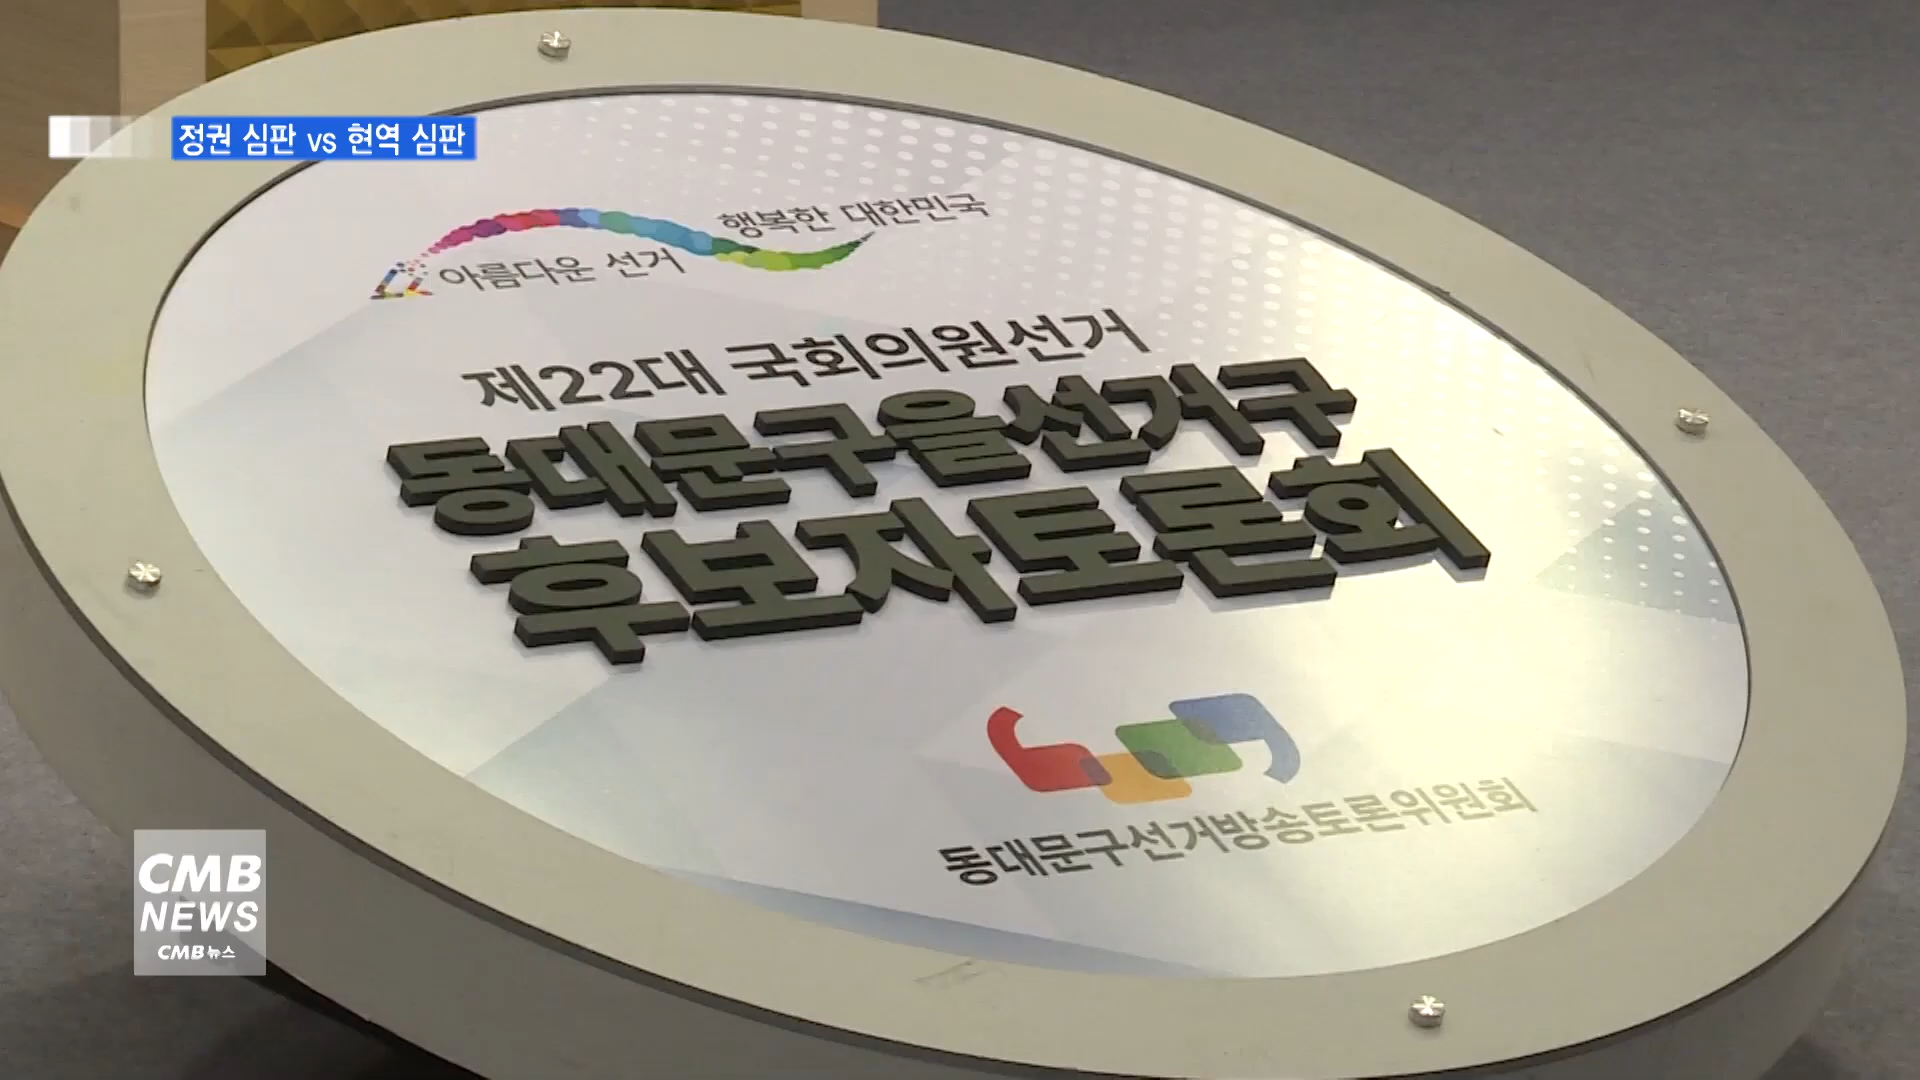 정권 심판 vs 현역 심판
행복한 대한민국
아름다운 선거
제22대 국회의원선거
동대문구을선거구
후보자토론회
동대문구선거방송토론위원회
CMB
NEWS
CMB뉴스